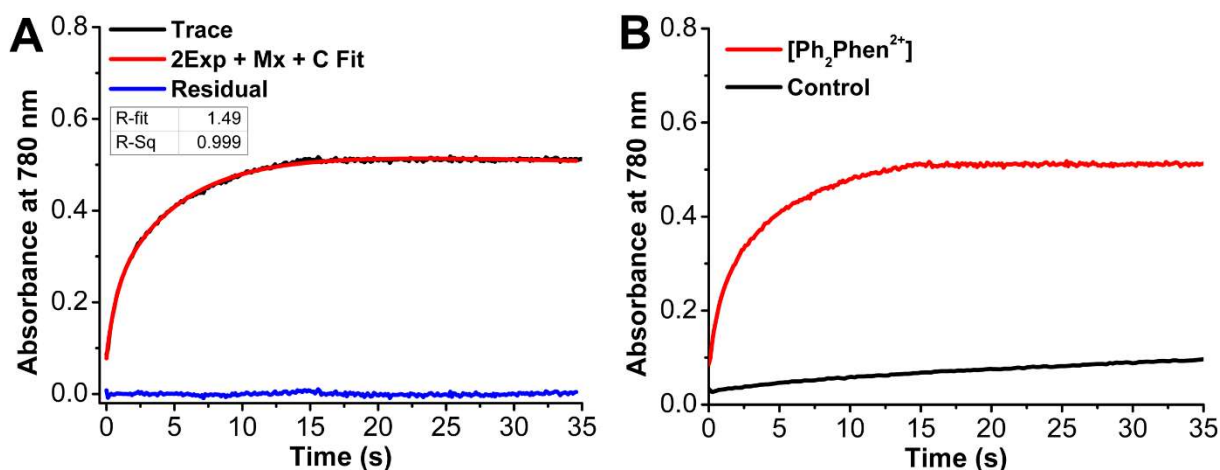 A
Trace
2Exp + Mx + C Fit
Residual
R-fit 1.49
R-Sq 0.999
Absorbance at 780 nm
0.8
0.6
0.4
0.2
0.0
0 5 10 15 20 25 30 35
Time (s)
B
[Ph₂Phen²⁺]
Control
Absorbance at 780 nm
0.8
0.6
0.4
0.2
0.0
0 5 10 15 20 25 30 35
Time (s)